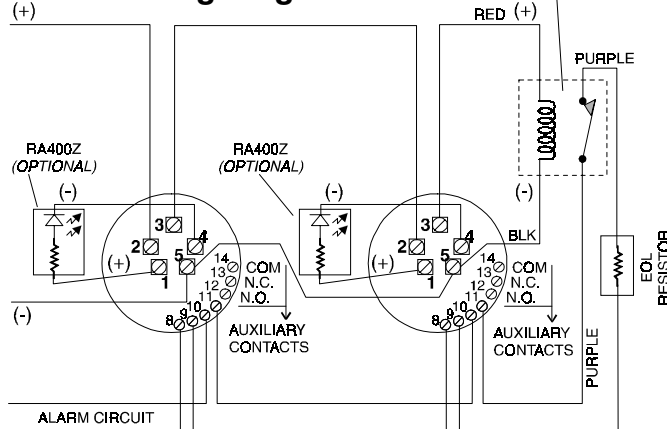 (+)
RED (+)
PURPLE
RA400Z
(OPTIONAL)
RA400Z
(OPTIONAL)
(-)
(-)
(-)
3
3
2
4
2
4
BLK
(+)
5
(+)
5
1
1
14
13
12
11
10
9
8
COM
N.C.
N.O.
14
13
12
11
10
9
8
COM
N.C.
N.O.
EOL
RESISTOR
(-)
AUXILIARY
CONTACTS
AUXILIARY
CONTACTS
PURPLE
ALARM CIRCUIT